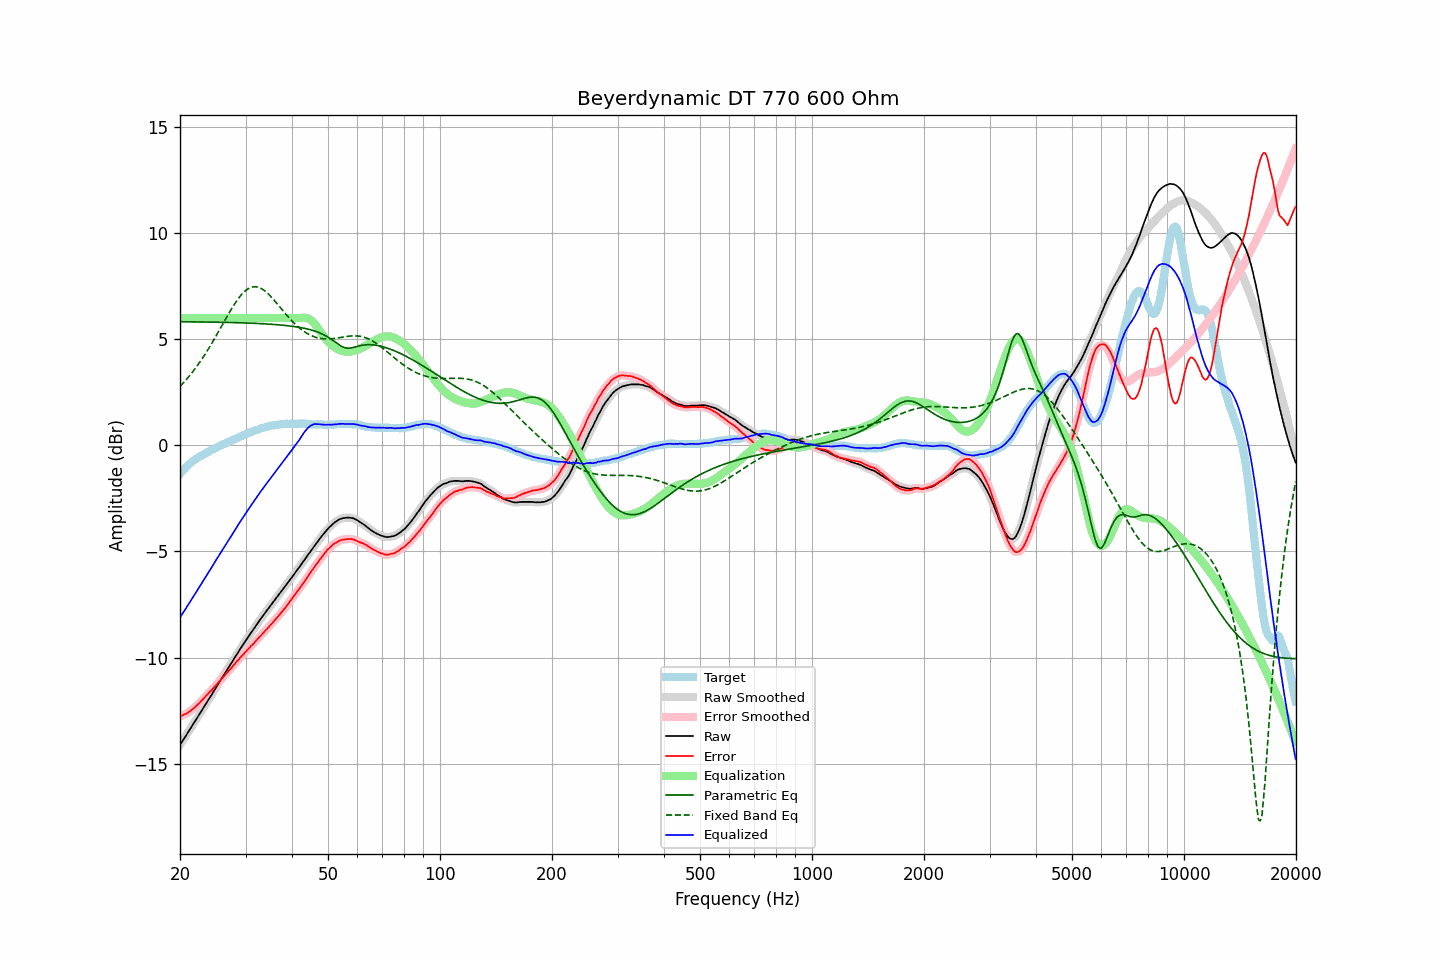 Beyerdynamic DT 770 600 Ohm
15
10
5
0
−5
−10
−15
Amplitude (dBr)
Target
Raw Smoothed
Error Smoothed
Raw
Error
Equalization
Parametric Eq
Fixed Band Eq
Equalized
20 50 100 200 500 1000 2000 5000 10000 20000
Frequency (Hz)